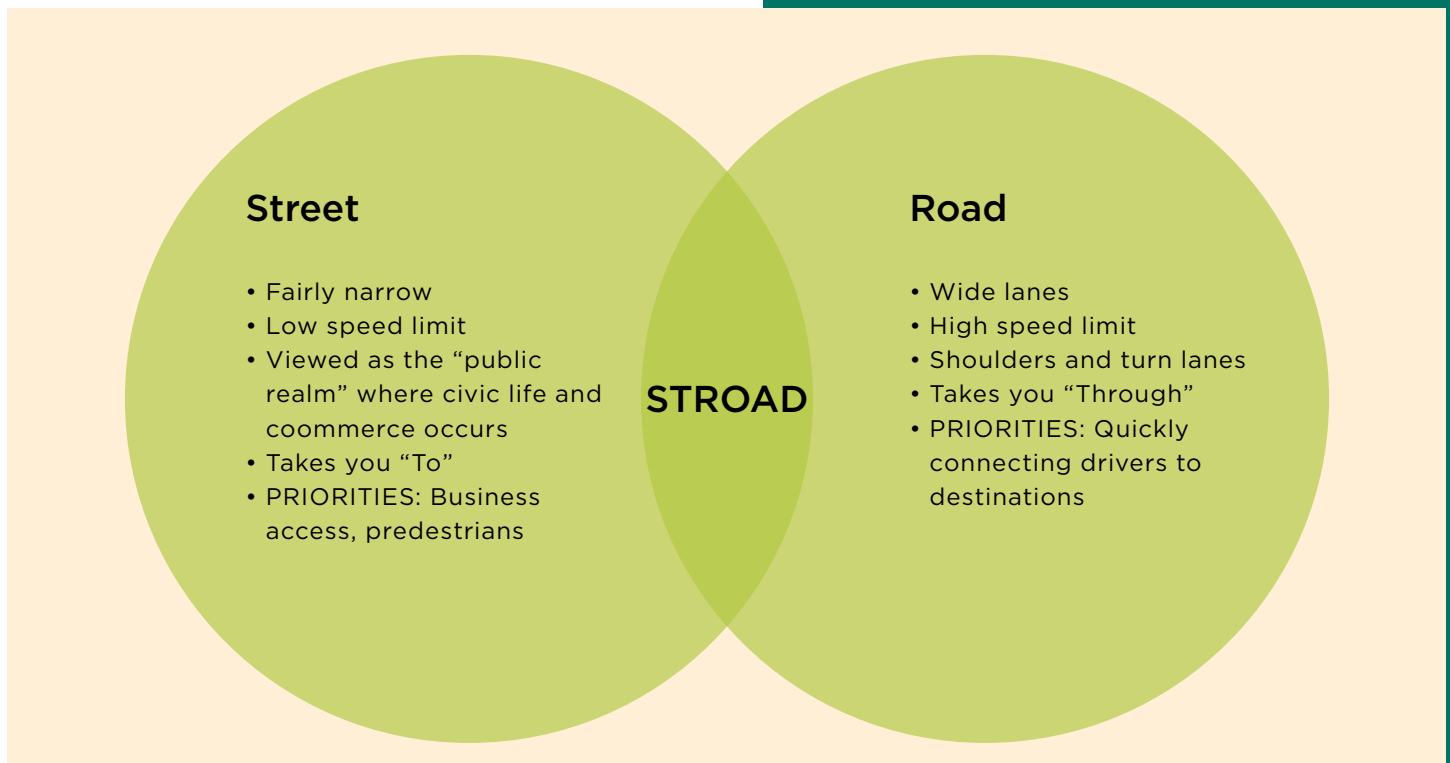 Street
• Fairly narrow
• Low speed limit
• Viewed as the “public
realm” where civic life and
coommerce occurs
• Takes you “To”
• PRIORITIES: Business
access, predestrians
STROAD
Road
• Wide lanes
• High speed limit
• Shoulders and turn lanes
• Takes you “Through”
• PRIORITIES: Quickly
connecting drivers to
destinations